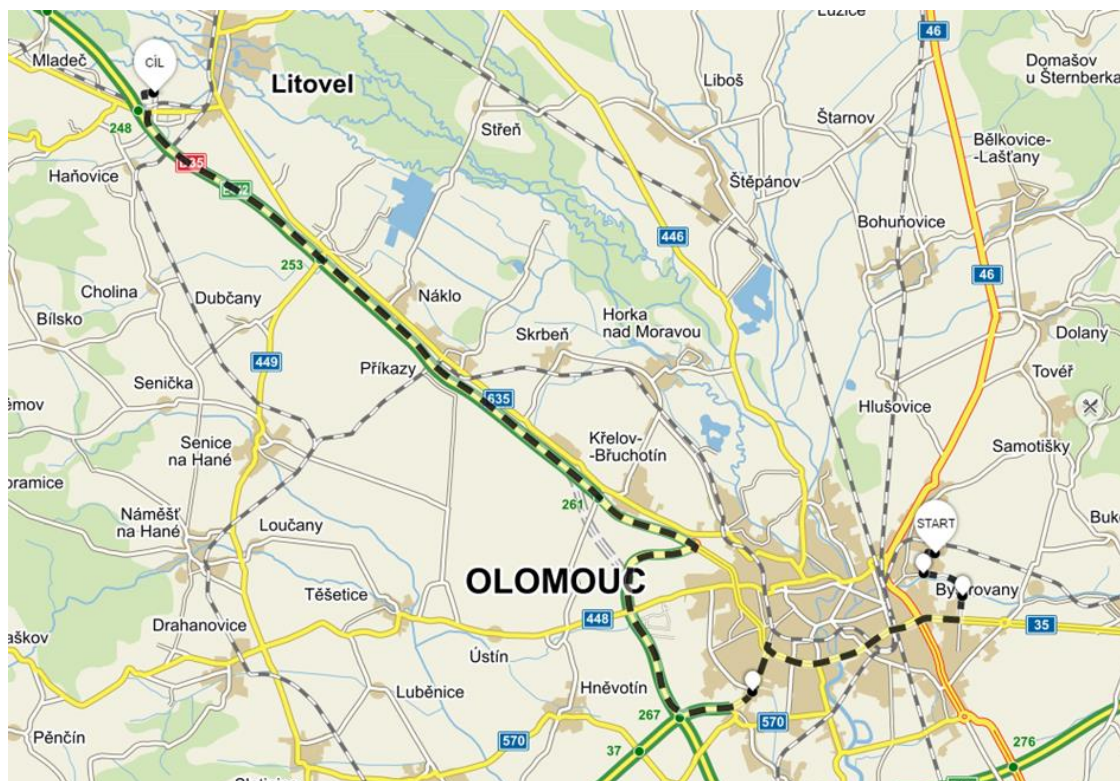 Lužice
46
Mladeč
CÍL
Litovel
Domašov
u Šternberka
Liboš
Střeň
Štarnov
248
Bělkovice-
-Lašťany
E35
Haňovice
Štěpánov
Bohuňovice
446
253
46
Cholina
Dubčany
Náklo
Horka
nad Moravou
Dolany
Bílsko
Skrbeň
449
Příkazy
Tovéř
Senička
635
Hlušovice
Senice
na Hané
Křelov-
-Břuchotín
Samotišky
261
Náměšť
na Hané
Loučany
START
OLOMOUC
Těšetice
448
35
Drahanovice
Ústín
Hněvotín
Luběnice
267
570
Pěnčín
570
37
276